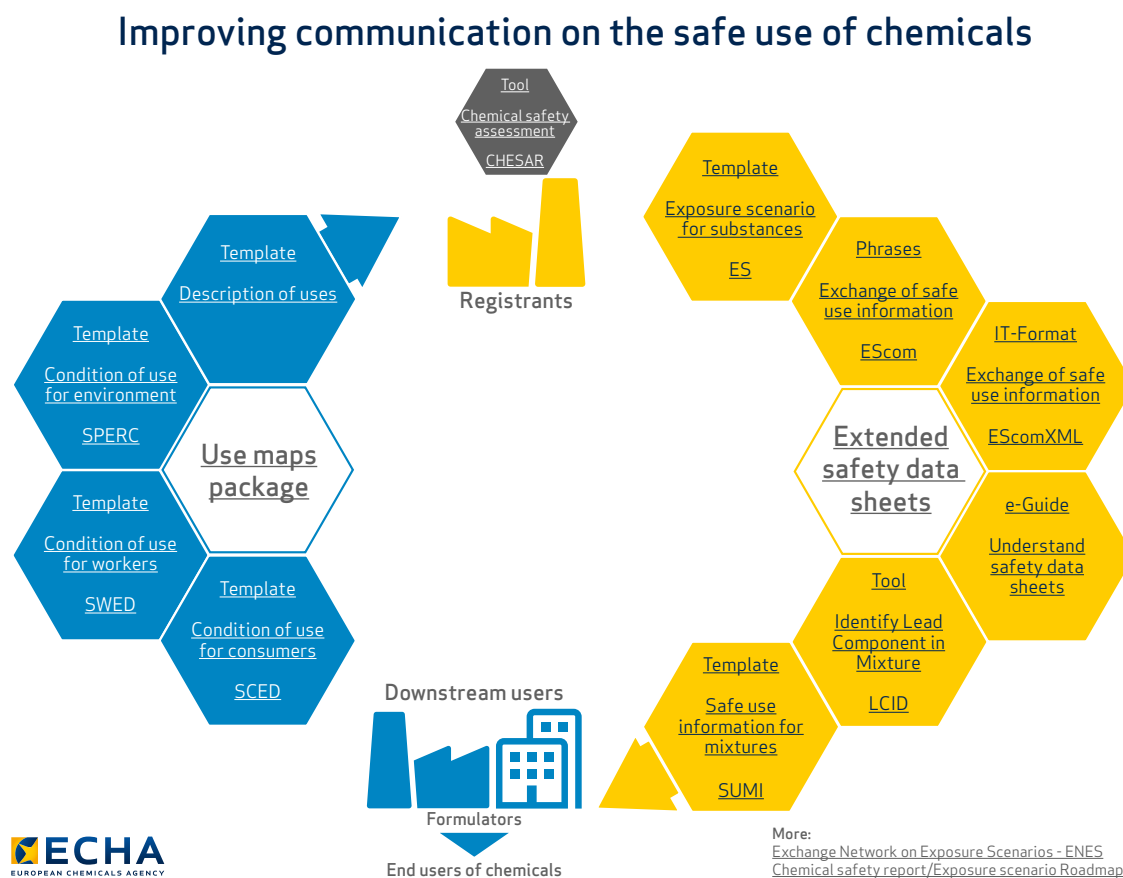 Improving communication on the safe use of chemicals
Tool
Chemical safety
assessment
CHESAR
Registrants
Template
Description of uses
Template
Condition of use
for environment
SPERC
Use maps
package
Template
Condition of use
for workers
SWED
Template
Condition of use
for consumers
SCED
Template
Exposure scenario
for substances
ES
Phrases
Exchange of safe
use information
EScom
IT-Format
Exchange of safe
use information
EScomXML
Extended
safety data
sheets
e-Guide
Understand
safety data
sheets
Tool
Identify Lead
Component in
Mixture
LCID
Template
Safe use
information for
mixtures
SUMI
Downstream users
Formulators
End users of chemicals
ECHA
EUROPEAN CHEMICALS AGENCY
More:
Exchange Network on Exposure Scenarios - ENES
Chemical safety report/Exposure scenario Roadmap